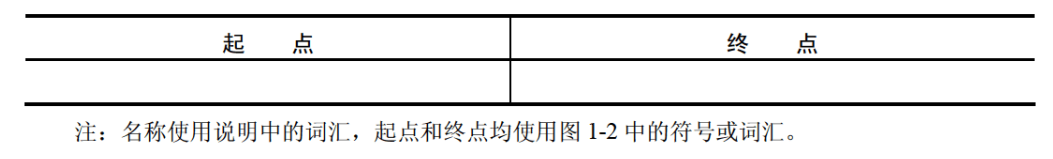 起 点 终 点
注：名称使用说明中的词汇，起点和终点均使用图 1-2 中的符号或词汇。